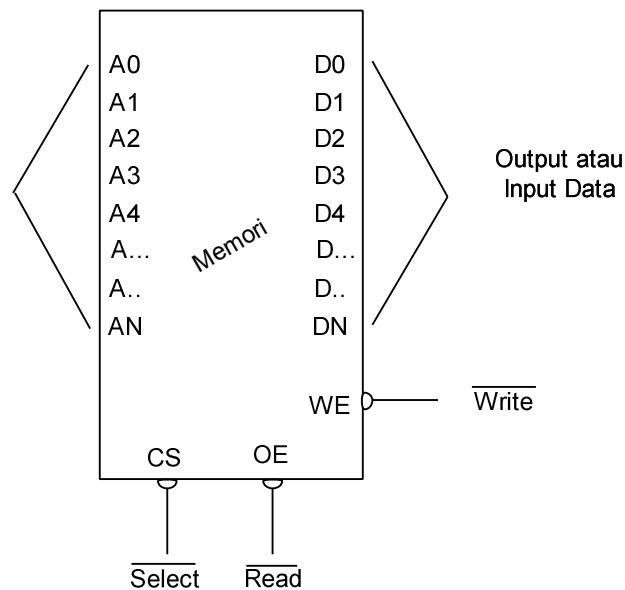 A0
A1
A2
A3
A4
A...
A..
AN
Memori
D0
D1
D2
D3
D4
D...
D..
DN
Output atau
Input Data
WE
Write
CS
OE
Select
Read